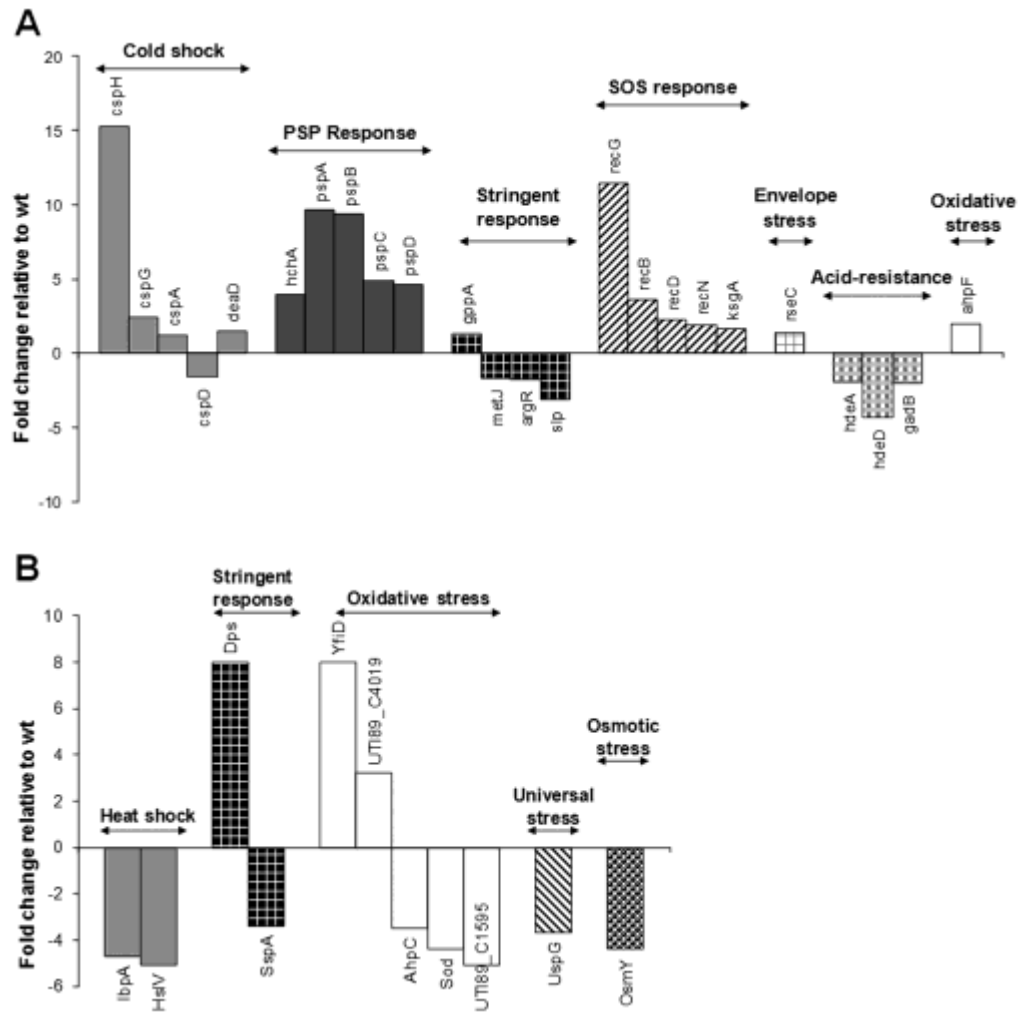 A
20
15
10
5
0
-5
-10
Fold change relative to wt
Cold shock
cspH
cspG
cspA
cspD
deaD
PSP Response
hchA
pspA
pspB
pspC
pspD
Stringent
response
gppA
metJ
argR
slp
SOS response
recG
recB
recD
recN
ksgA
Envelope
stress
rseC
Acid-resistance
hdeA
hdeD
gadB
Oxidative
stress
ahpF
B
10
8
6
4
2
0
-2
-4
-6
Fold change relative to wt
Heat shock
IbpA
HslV
Stringent
response
Dps
SspA
Oxidative stress
YfiD
UTI89_C4019
AhpC
Sod
UTI89_C1595
Universal
stress
UspG
Osmotic
stress
OsmY